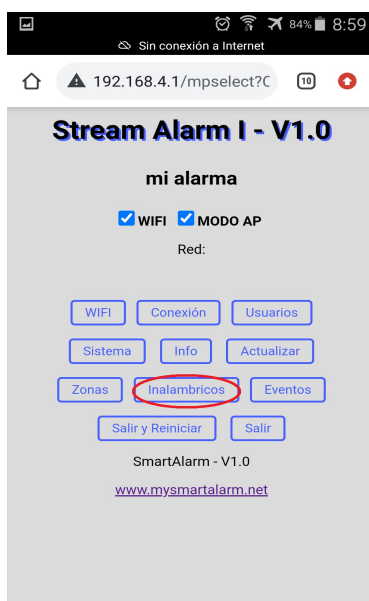 84% 8:59
Sin conexión a Internet
192.168.4.1/mpselect?C 10
Stream Alarm I - V1.0
mi alarma
WIFI MODO AP
Red:
WIFI Conexión Usuarios
Sistema Info Actualizar
Zonas Inalambricos Eventos
Salir y Reiniciar Salir
SmartAlarm - V1.0
www.mysmartalarm.net